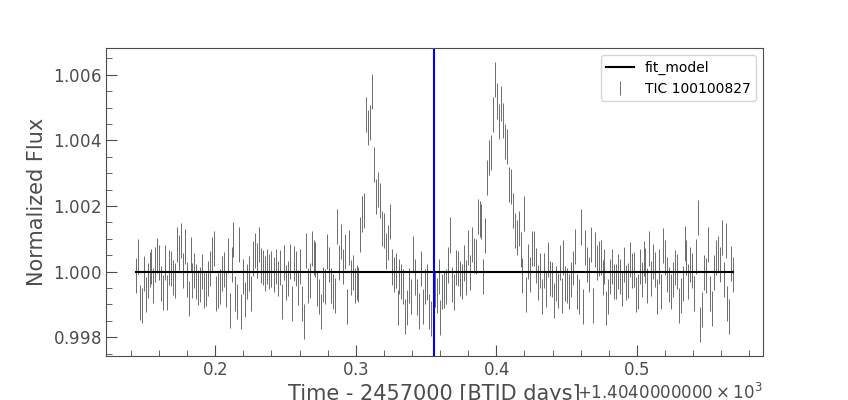 1.006
1.004
1.002
1.000
0.998
Normalized Flux
fit_model
TIC 100100827
0.2
0.3
0.4
0.5
Time - 2457000 [BTJD days]
+1.4040000000 × 10³